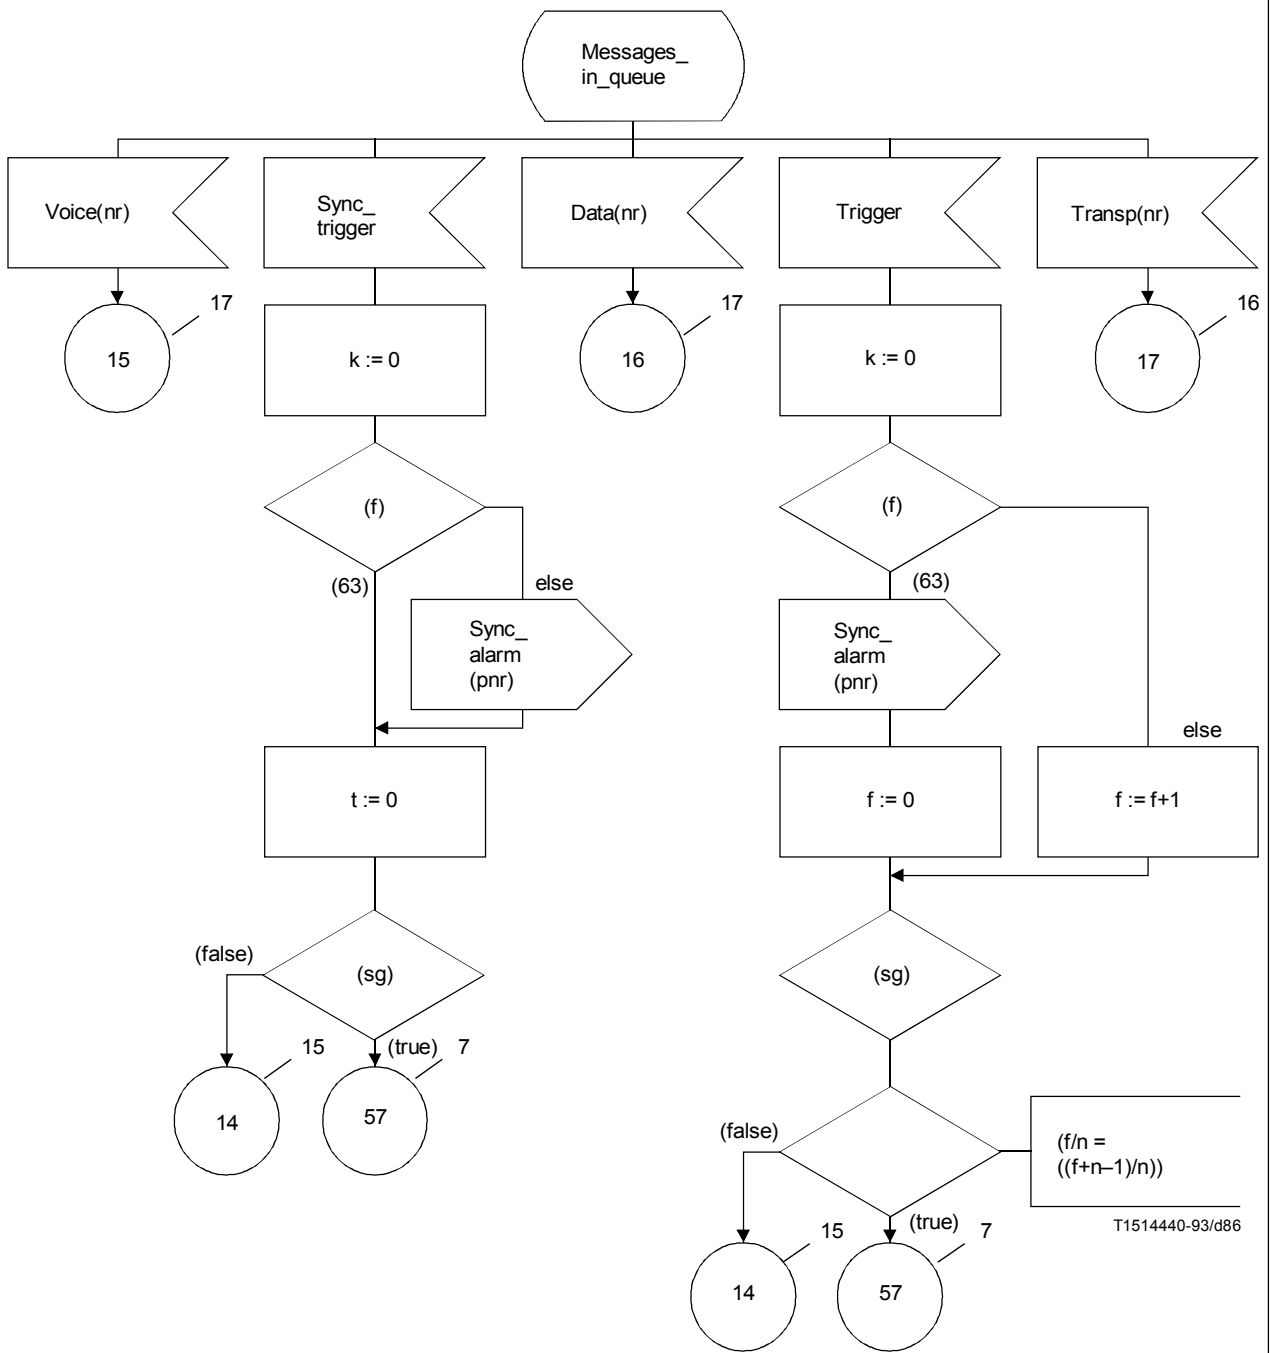 Messages_
in_queue
Voice(nr)
Sync_
trigger
Data(nr)
Trigger
Transp(nr)
17
17
16
15
k := 0
16
k := 0
17
(f)
(f)
(63)
else
(63)
Sync_
alarm
(pnr)
Sync_
alarm
(pnr)
else
t := 0
f := 0
f := f+1
(false)
(sg)
(sg)
15
(true)
7
14
57
(false)
(f/n =
((f+n–1)/n))
15
(true)
7
T1514440-93/d86
14
57